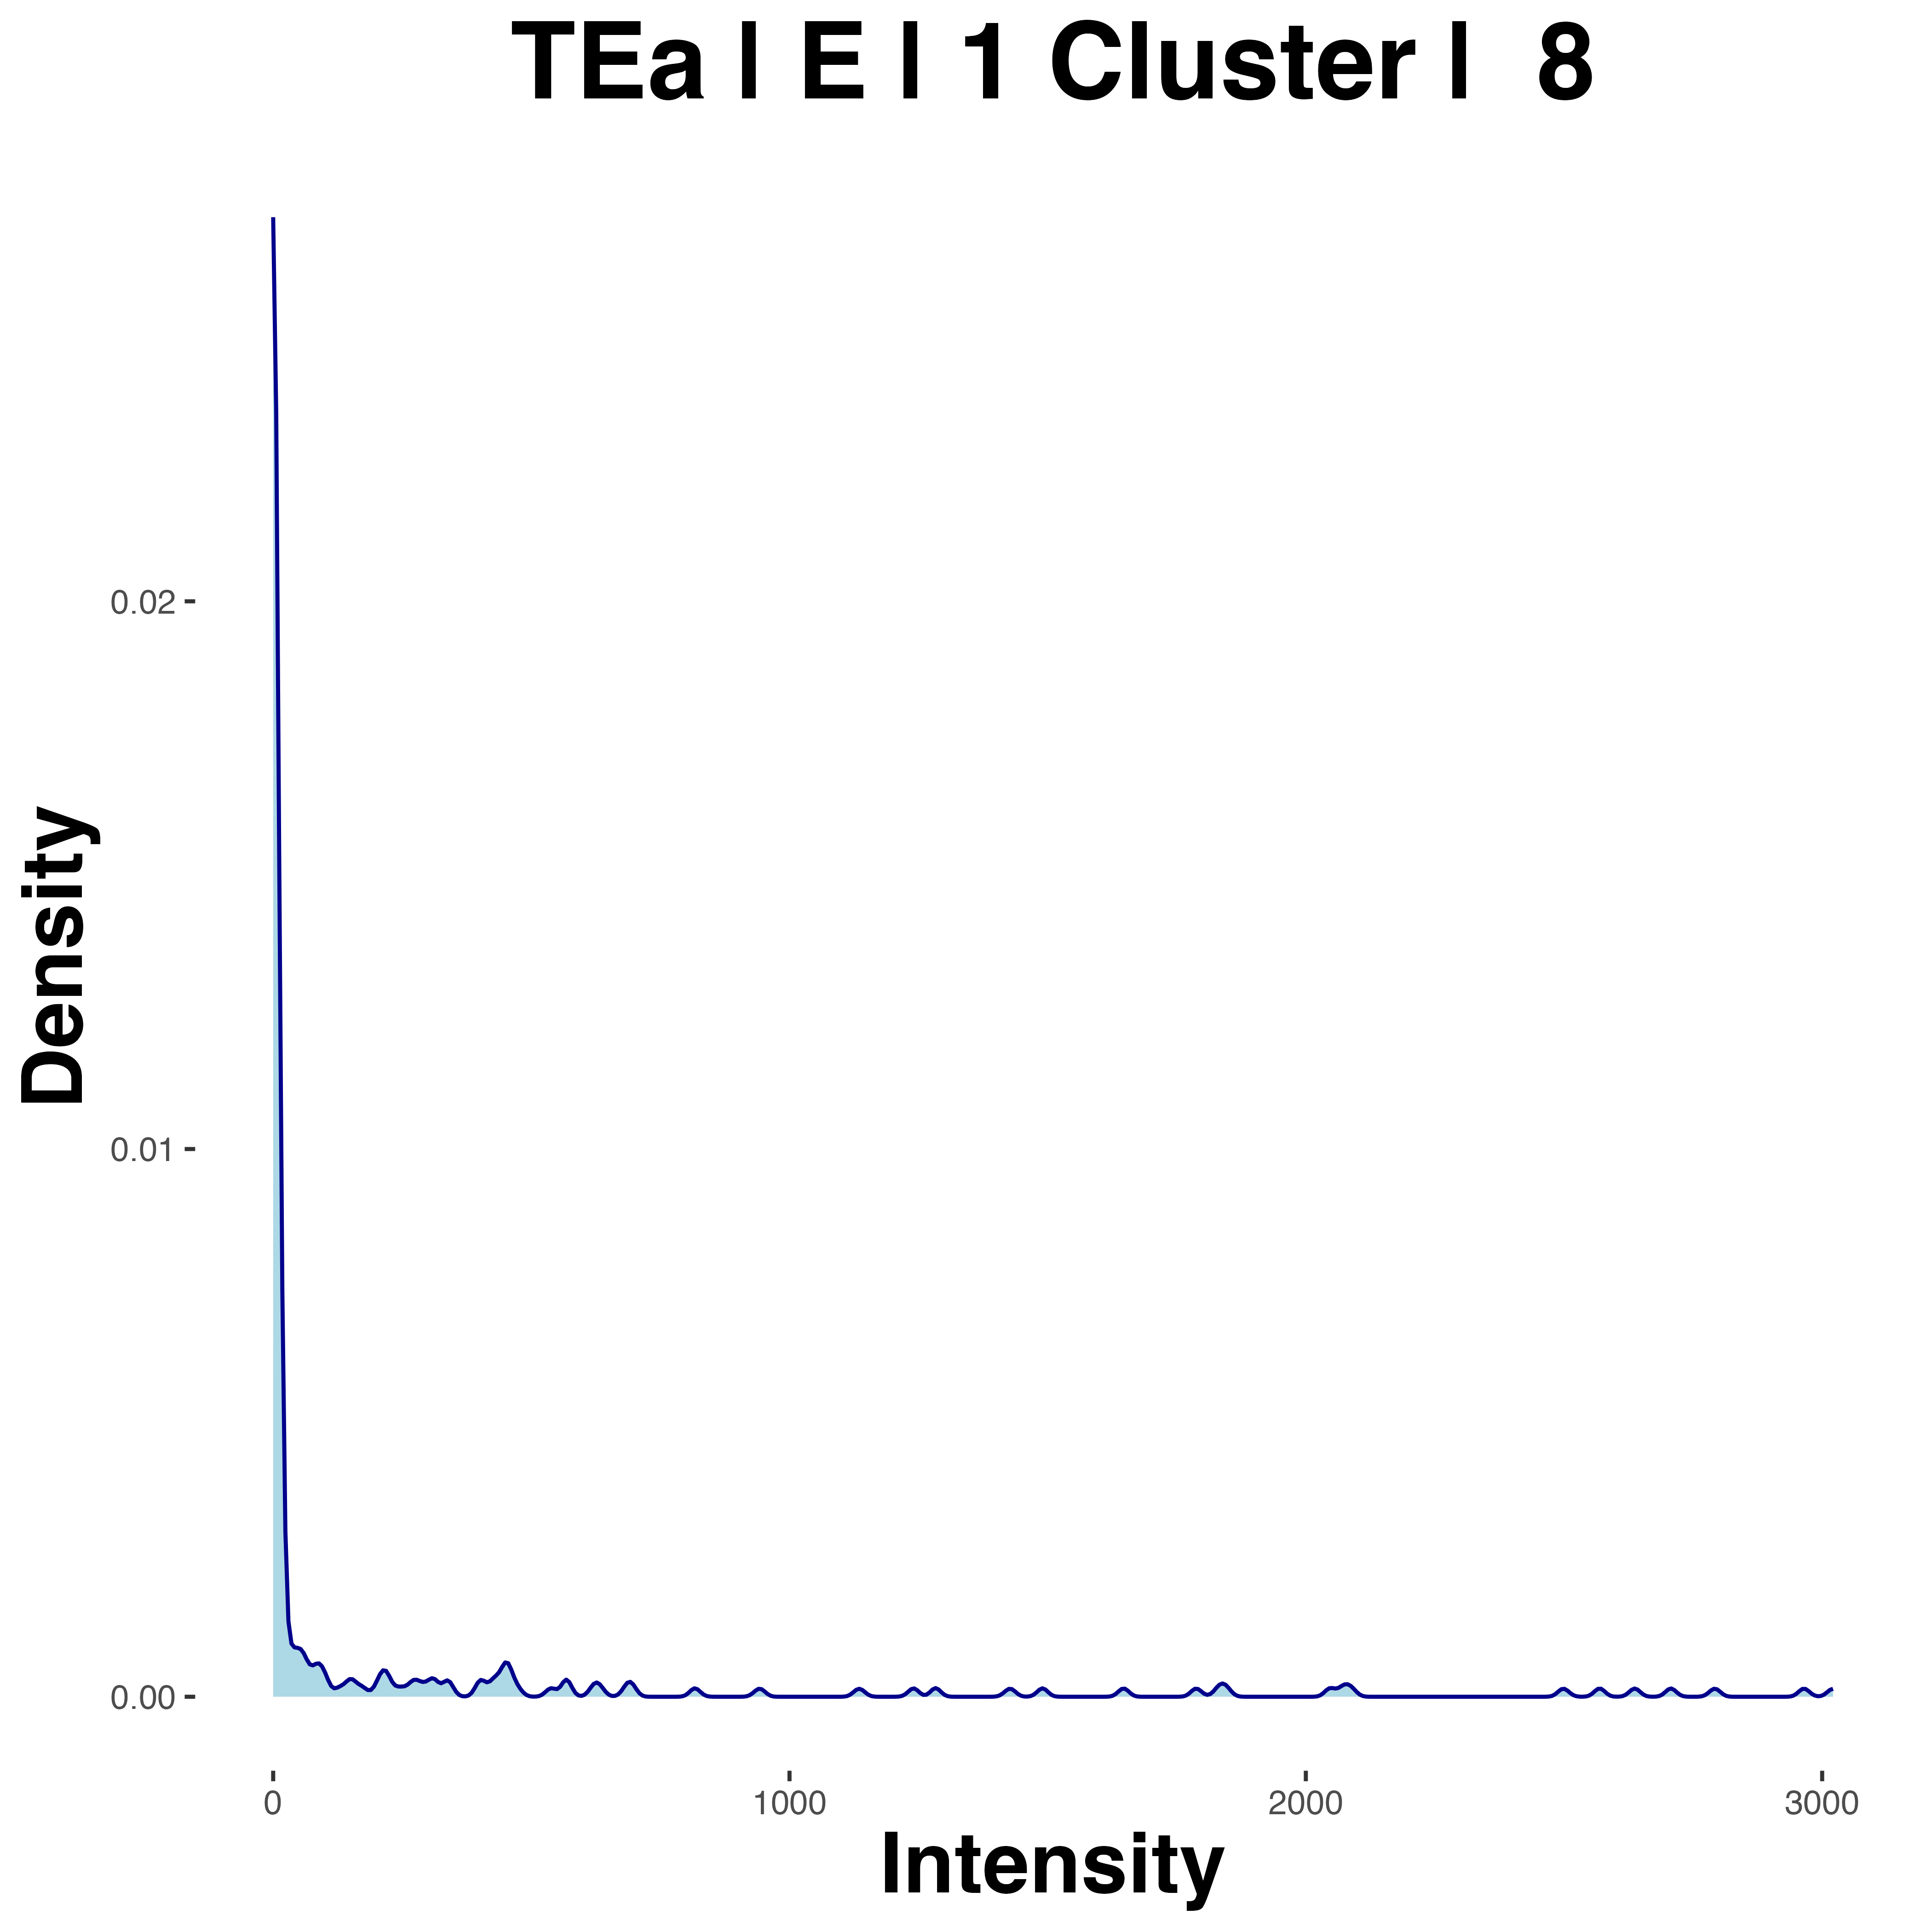 TEa | E | 1 Cluster |  8
Density
0.02
0.01
0.00
0 1000 2000 3000
Intensity